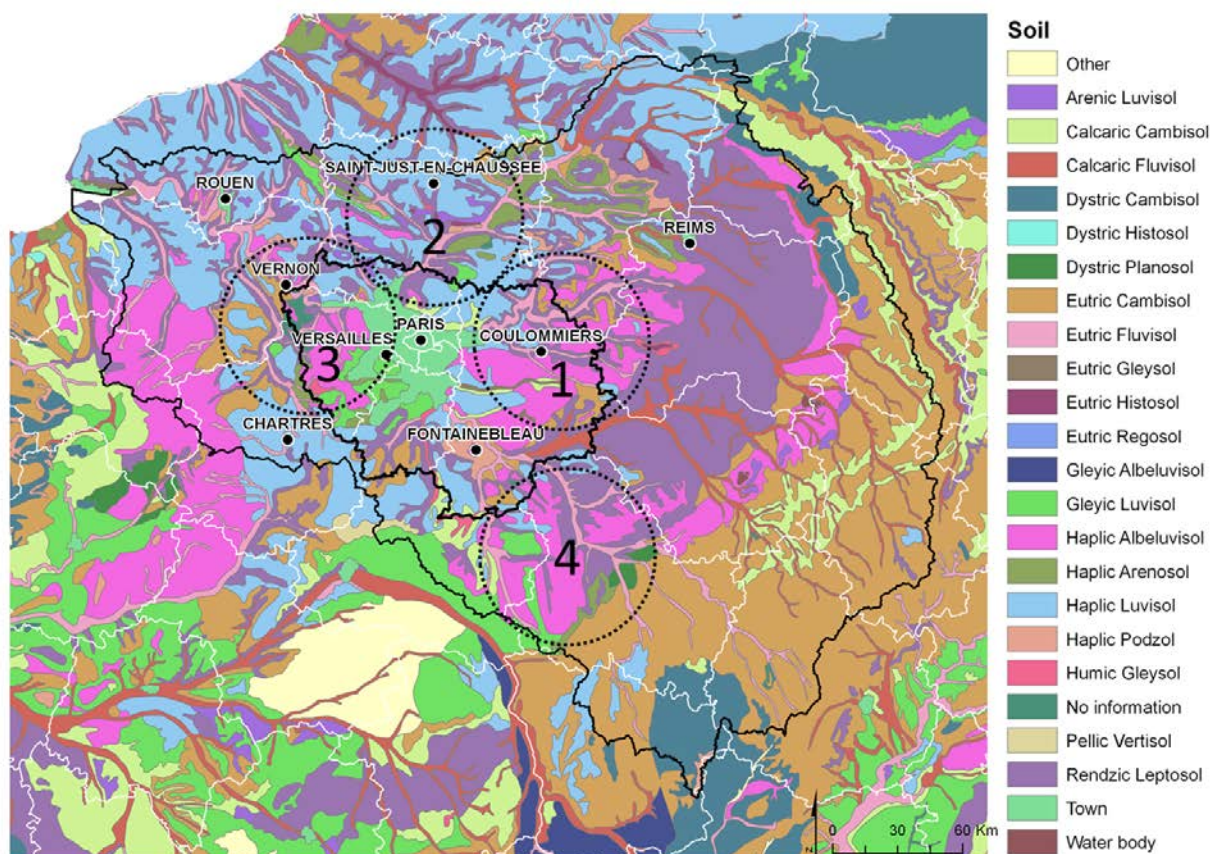 Soil
Other
Arenic Luvisol
Calcaric Cambisol
Calcaric Fluvisol
Dystric Cambisol
Dystric Histosol
Dystric Planosol
Eutric Cambisol
Eutric Fluvisol
Eutric Gleysol
Eutric Histosol
Eutric Regosol
Gleyic Albeluvisol
Gleyic Luvisol
Haplic Albeluvisol
Haplic Arenosol
Haplic Luvisol
Haplic Podzol
Humic Gleysol
No information
Pellic Vertisol
Rendzic Leptosol
Town
Water body
SAINT-JUST-EN-CHAUSSEE
ROUEN
2
REIMS
VERNON
PARIS
VERSAILLES
COULOMMIERS
3
1
CHARTRES
FONTAINEBLEAU
4
N
0 30 60 Km